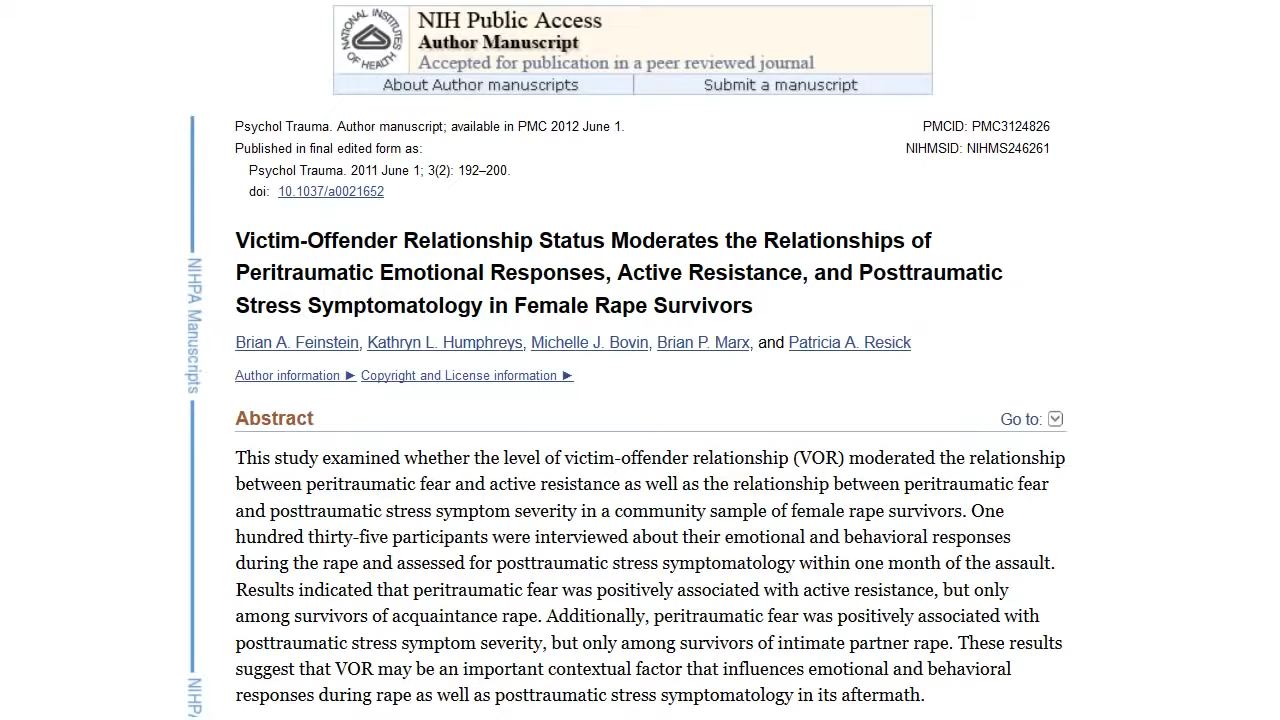 NATIONAL INSTITUTES OF HEALTH
NIH Public Access
Author Manuscript
Accepted for publication in a peer reviewed journal
About Author manuscripts
Submit a manuscript
Psychol Trauma. Author manuscript; available in PMC 2012 June 1.
PMCID: PMC3124826
Published in final edited form as:
NIHMSID: NIHMS246261
Psychol Trauma. 2011 June 1; 3(2): 192–200.
doi: 10.1037/a0021652
Victim-Offender Relationship Status Moderates the Relationships of
Peritraumatic Emotional Responses, Active Resistance, and Posttraumatic
Stress Symptomatology in Female Rape Survivors
Brian A. Feinstein, Kathryn L. Humphreys, Michelle J. Bovin, Brian P. Marx, and Patricia A. Resick
Author information ► Copyright and License information ►
Abstract
Go to:
This study examined whether the level of victim-offender relationship (VOR) moderated the relationship
between peritraumatic fear and active resistance as well as the relationship between peritraumatic fear
and posttraumatic stress symptom severity in a community sample of female rape survivors. One
hundred thirty-five participants were interviewed about their emotional and behavioral responses
during the rape and assessed for posttraumatic stress symptomatology within one month of the assault.
Results indicated that peritraumatic fear was positively associated with active resistance, but only
among survivors of acquaintance rape. Additionally, peritraumatic fear was positively associated with
posttraumatic stress symptom severity, but only among survivors of intimate partner rape. These results
suggest that VOR may be an important contextual factor that influences emotional and behavioral
responses during rape as well as posttraumatic stress symptomatology in its aftermath.
NIHPA Manuscripts
NIHPA